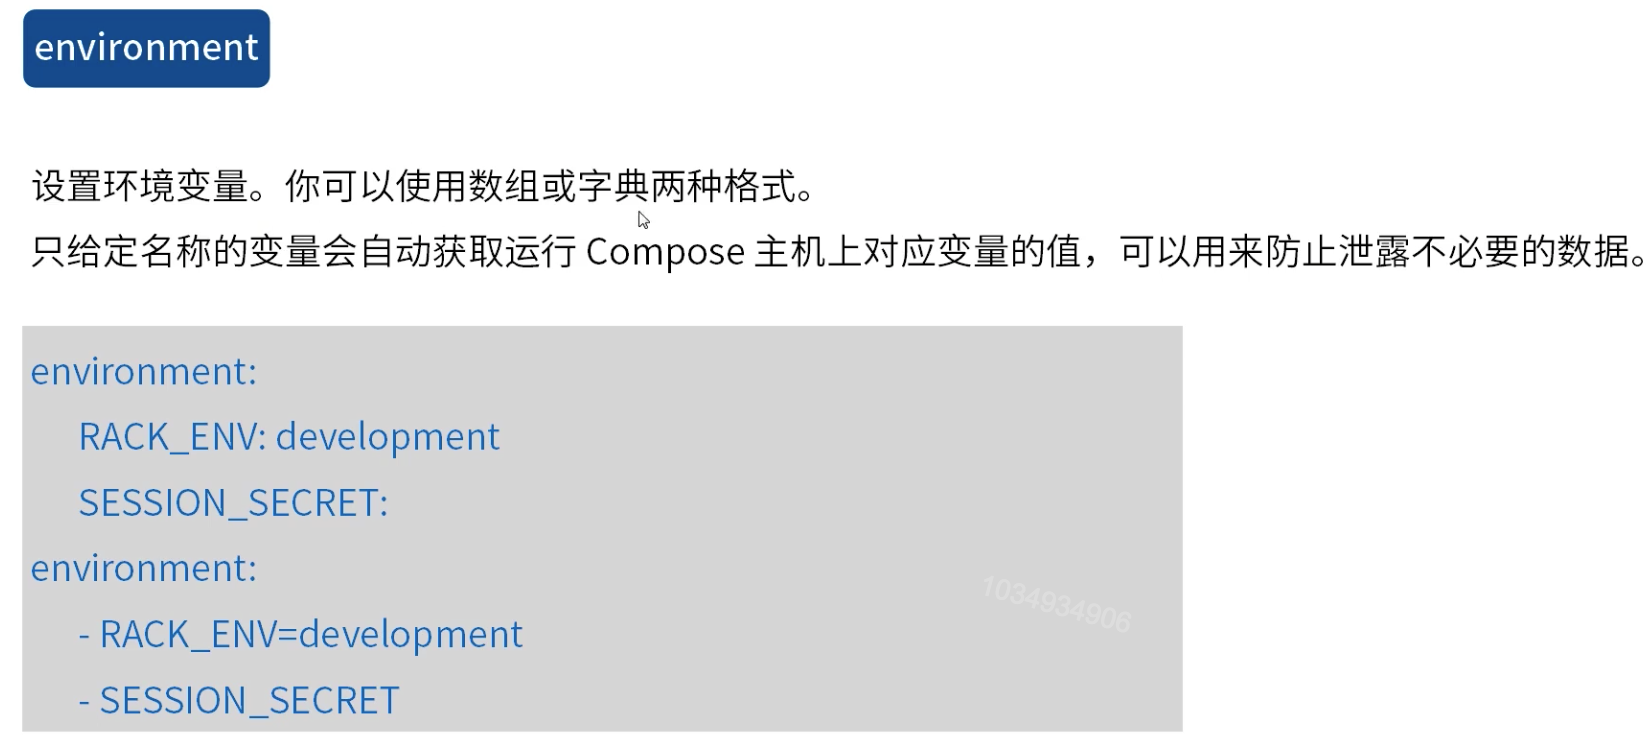 environment
设置环境变量。你可以使用数组或字典两种格式。
只给定名称的变量会自动获取运行 Compose 主机上对应变量的值，可以用来防止泄露不必要的数据。
environment:
RACK_ENV: development
SESSION_SECRET:
environment:
- RACK_ENV=development
- SESSION_SECRET
1034934906